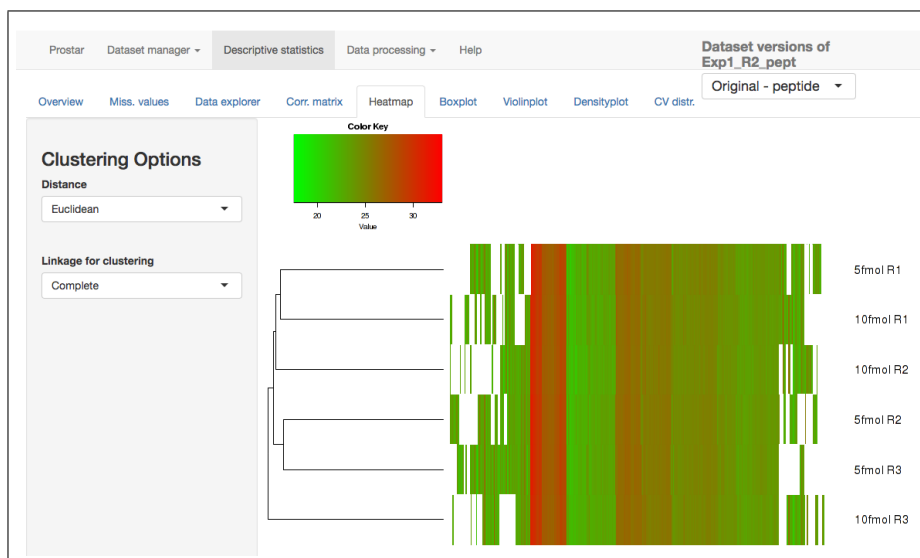 Prostar Dataset manager Descriptive statistics Data processing Help
Dataset versions of
Exp1_R2_pept
Original - peptide
Overview Miss. values Data explorer Corr. matrix Heatmap Boxplot Violinplot Densityplot CV distr.
Clustering Options
Distance
Euclidean
Linkage for clustering
Complete
Color Key
20 25 30
Value
5fmol R1
10fmol R1
10fmol R2
5fmol R2
5fmol R3
10fmol R3